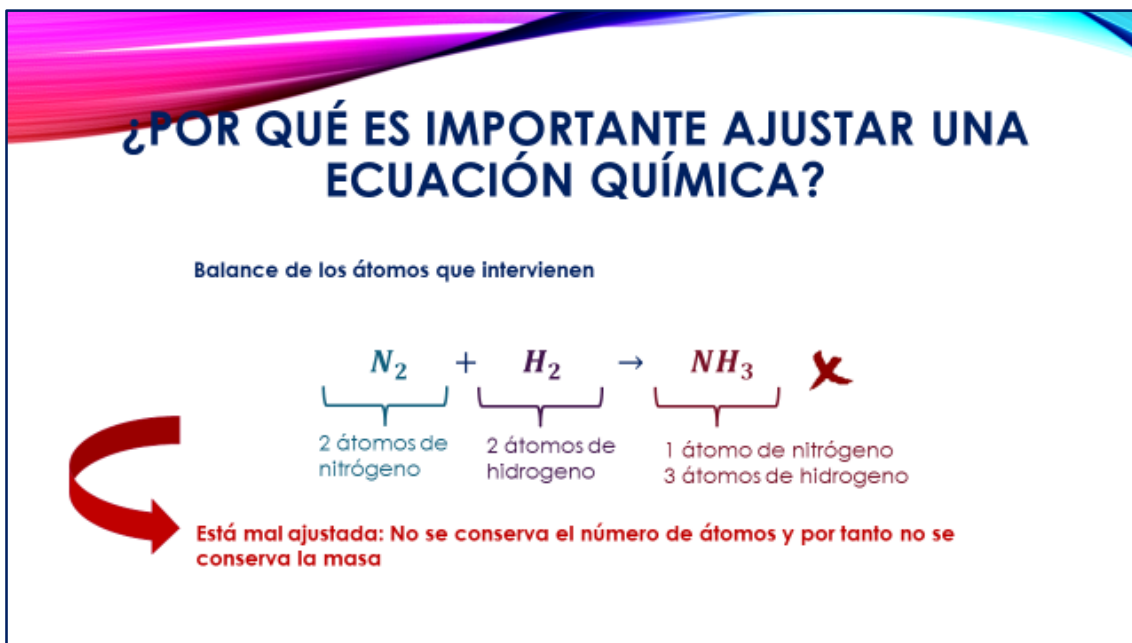 ¿POR QUÉ ES IMPORTANTE AJUSTAR UNA
ECUACIÓN QUÍMICA?
Balance de los átomos que intervienen
N₂ + H₂ → NH₃ ✗
2 átomos de
nitrógeno
2 átomos de
hidrogeno
1 átomo de nitrógeno
3 átomos de hidrogeno
Está mal ajustada: No se conserva el número de átomos y por tanto no se
conserva la masa